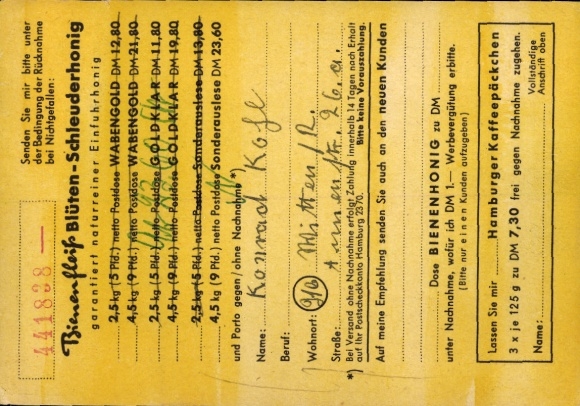 441838
Senden Sie mir bitte unter
der Bedingung der Rücknahme
bei Nichtgefallen:
Bienenfleiß Blüten-Schleuderhonig
garantiert naturreiner Einfuhrhonig
2,5 kg (5 Pfd.) netto Postdose WABENGOLD DM 12,80
4,5 kg (9 Pfd.) netto Postdose WABENGOLD DM 21,80
2,5 kg (5 Pfd.) netto Postdose GOLDKLAR DM 11,80
4,5 kg (9 Pfd.) netto Postdose GOLDKLAR DM 19,80
2,5 kg (5 Pfd.) netto Postdose Sonderauslese DM 13,80
4,5 kg (9 Pfd.) netto Postdose Sonderauslese DM 23,60
und Porto gegen/ohne Nachnahme *)
Name: Konrad Kofl
Beruf:
Wohnort: Mitten
Straße: 26 a.
*) Bei Versand ohne Nachnahme erfolgt Zahlung innerhalb 14 Tagen nach Erhalt
auf Ihr Postscheckkonto Hamburg 2370. Bitte keine Vorauszahlung.
Auf meine Empfehlung senden Sie auch an den neuen Kunden
Dose BIENENHONIG zu DM
unter Nachnahme, wofür ich DM 1.— Werbevergütung erbitte.
(Bitte nur einen Kunden aufzugeben)
Lassen Sie mir Hamburger Kaffeepäckchen
3 x je 125 g zu DM 7,30 frei gegen Nachnahme zugehen.
Name: Vollständige
Anschrift oben